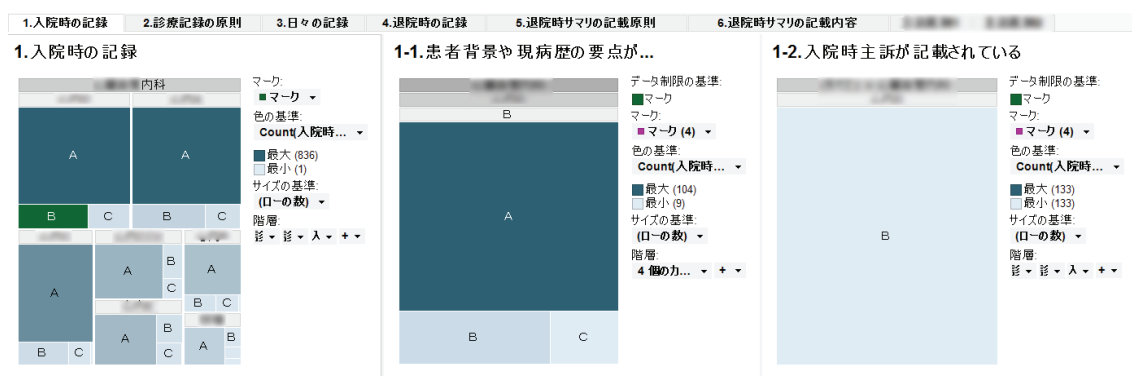 1.入院時の記録 2.診療記録の原則 3.日々の記録 4.退院時の記録 5.退院時サマリの記載原則 6.退院時サマリの記載内容
1.入院時の記録
内科
A A
B C B C
A A B A
C
B C
A B A B
B C C
マーク:
マーク
色の基準:
Count(入院時...
最大 (836)
最小 (1)
サイズの基準:
(ローの数)
階層:
入 +
1-1.患者背景や現病歴の要点が...
B
A
B C
データ制限の基準:
マーク
マーク:
マーク (4)
色の基準:
Count(入院時...
最大 (104)
最小 (9)
サイズの基準:
(ローの数)
階層:
4 個のカ... +
1-2.入院時主訴が記載されている
B
データ制限の基準:
マーク
マーク:
マーク (4)
色の基準:
Count(入院時...
最大 (133)
最小 (133)
サイズの基準:
(ローの数)
階層:
入 +